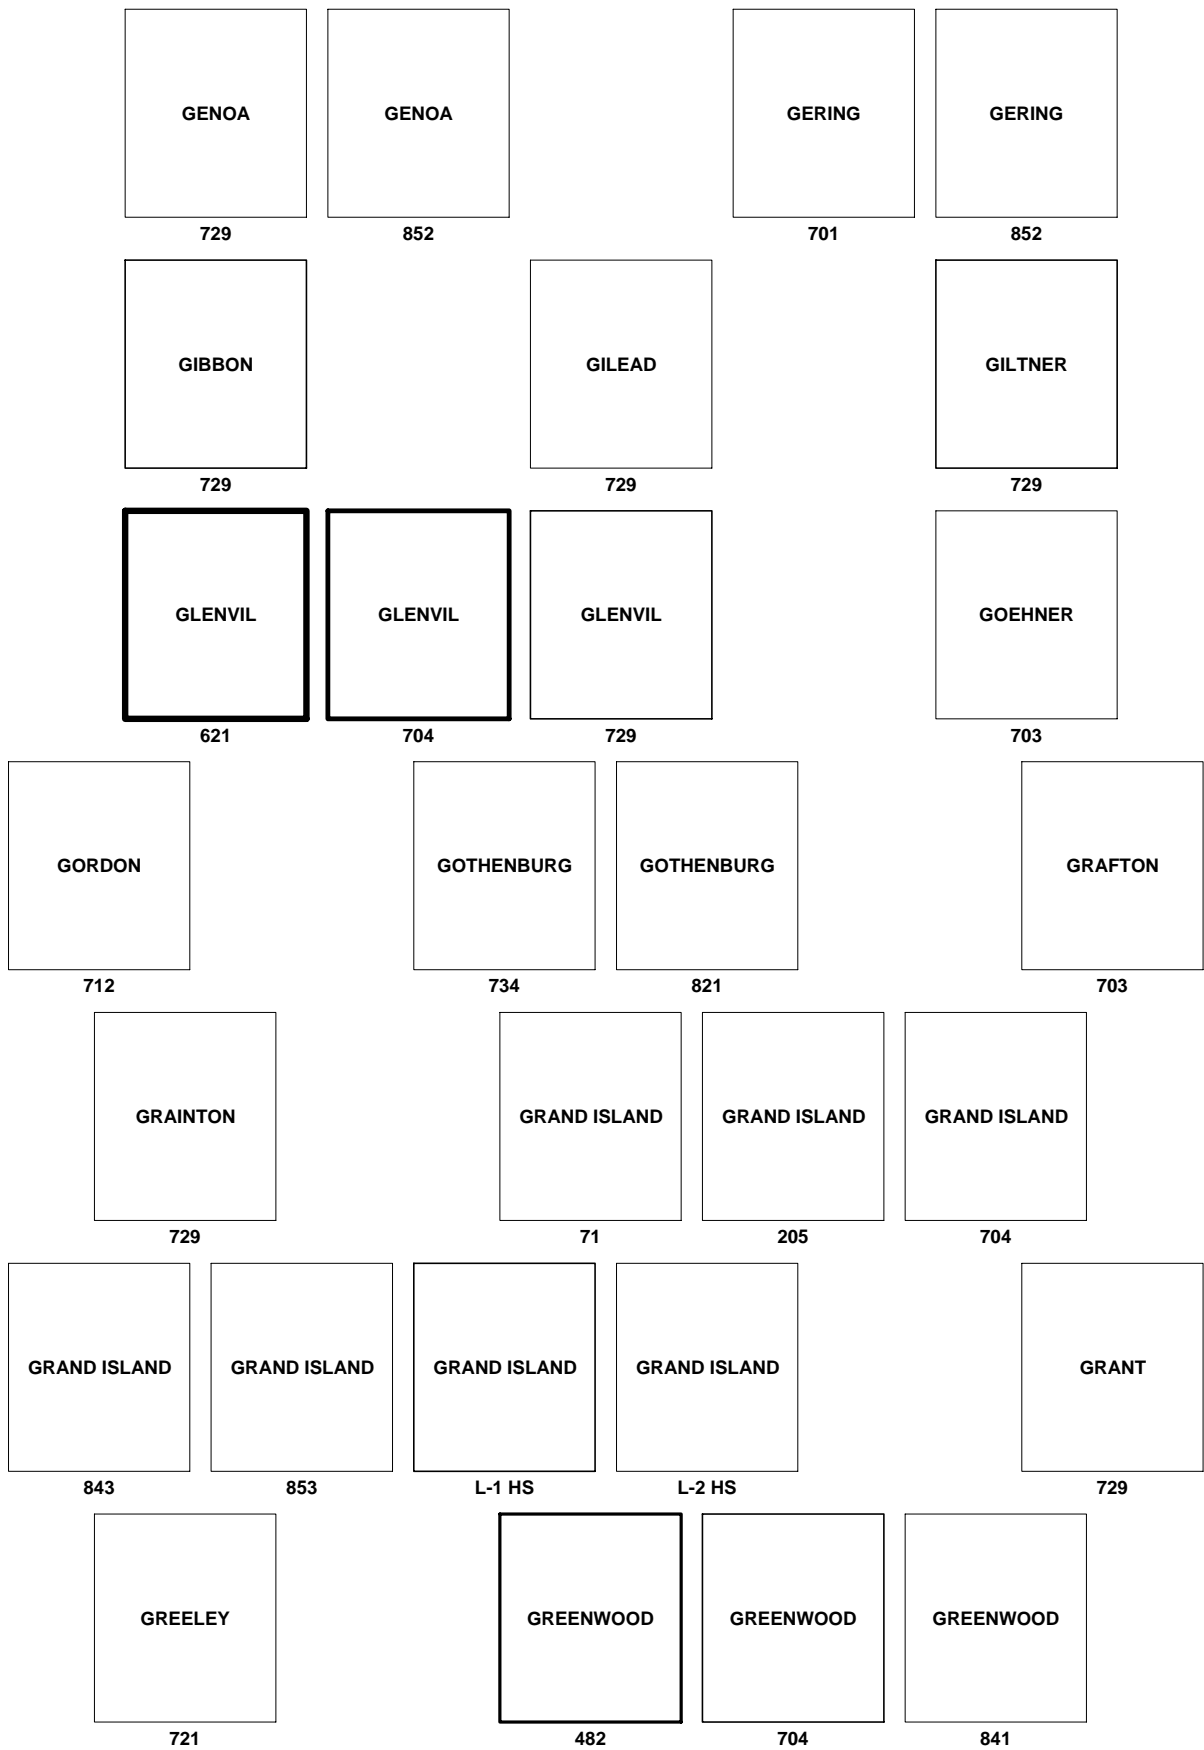 GENOA GENOA GERING GERING
729 852 701 852
GIBBON GILEAD GILTNER
729 729 729
GLENVIL GLENVIL GLENVIL GOEHNER
621 704 729 703
GORDON GOTHENBURG GOTHENBURG GRAFTON
712 734 821 703
GRAINTON GRAND ISLAND GRAND ISLAND GRAND ISLAND
729 71 205 704
GRAND ISLAND GRAND ISLAND GRAND ISLAND GRAND ISLAND GRANT
843 853 L-1 HS L-2 HS 729
GREELEY GREENWOOD GREENWOOD GREENWOOD
721 482 704 841